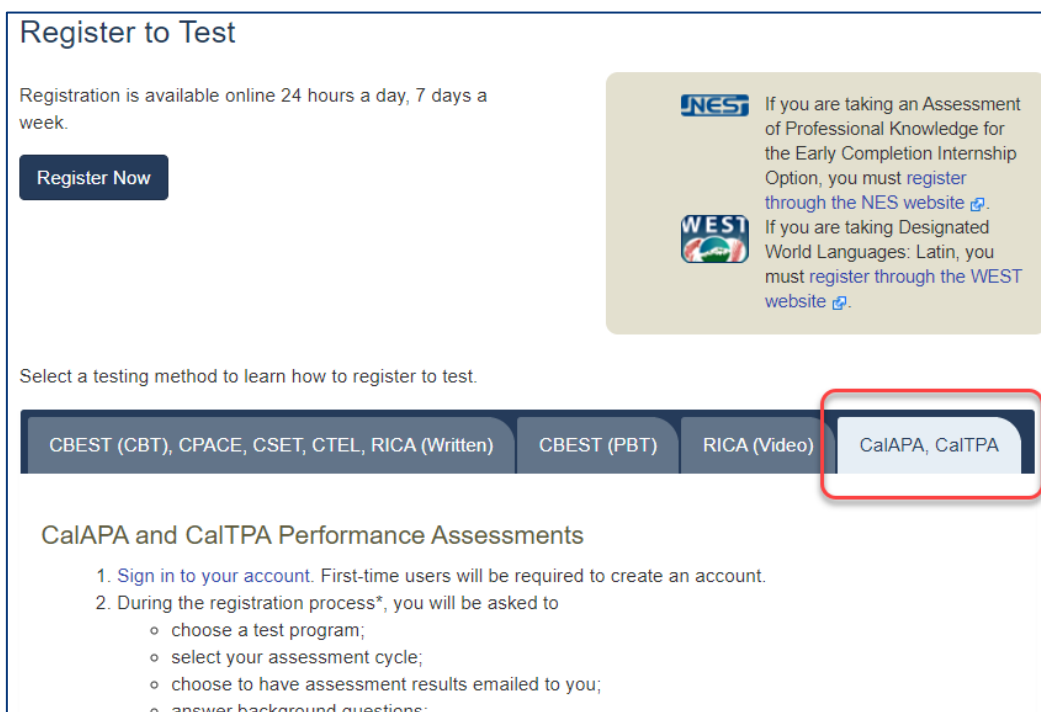 Register to Test
Registration is available online 24 hours a day, 7 days a
week.
Register Now
NEST
If you are taking an Assessment
of Professional Knowledge for
the Early Completion Internship
Option, you must register
through the NES website.
WEST
If you are taking Designated
World Languages: Latin, you
must register through the WEST
website.
Select a testing method to learn how to register to test.
CBEST (CBT), CPACE, CSET, CTEL, RICA (Written)
CBEST (PBT)
RICA (Video)
CalAPA, CalTPA
CalAPA and CalTPA Performance Assessments
1. Sign in to your account. First-time users will be required to create an account.
2. During the registration process*, you will be asked to
◦ choose a test program;
◦ select your assessment cycle;
◦ choose to have assessment results emailed to you;
◦ answer background questions;